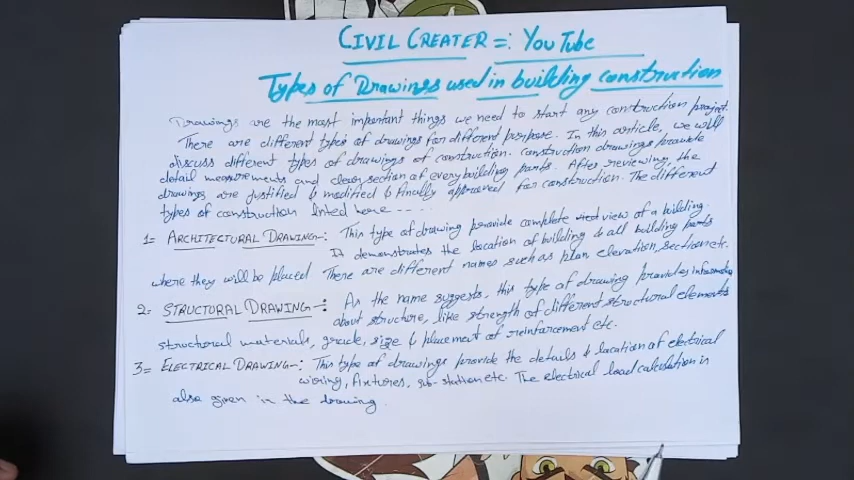 CIVIL CREATER =: YouTube
Types of Drawings used in building construction
Drawings are the most important things we need to start any construction project.
There are different types of drawings for different purpose. In this article, we will
discuss different types of drawings of construction. Construction drawings provide
detail measurements and clear section of every building parts. After reviewing, the
drawings are justified & modified & finally approved for construction. The different
types of construction listed here ----.
1= ARCHITECTURAL DRAWING-: This type of drawing provide complete view of a building.
It demonstrates the location of building & all building parts
where they will be placed There are different names such as plan elevation, section etc.
2= STRUCTURAL DRAWING-: As the name suggests, this type of drawing provides information
about structure, like strength of different structural elements
structural materials, grade, size & placement of reinforcement etc.
3= ELECTRICAL DRAWING-: This type of drawings provide the details & location of electrical
wiring, fixtures, sub-station etc. The electrical load calculation is
also given in the drawing.